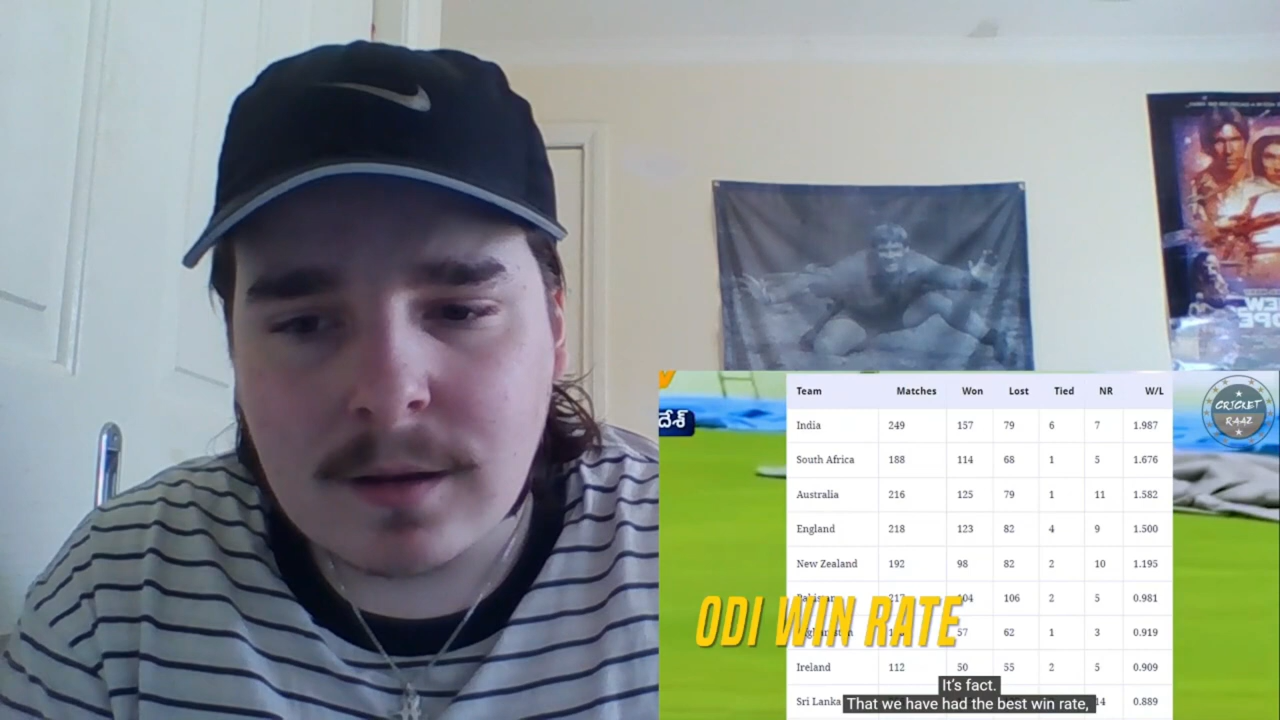 Team Matches Won Lost Tied NR W/L
India 249 157 79 6 7 1.987
South Africa 188 114 68 1 5 1.676
Australia 216 125 79 1 11 1.582
England 218 123 82 4 9 1.500
New Zealand 192 98 82 2 10 1.195
106 2 5 0.981
57 62 1 3 0.919
Ireland 112 50 55 2 5 0.909
Sri Lanka 14 0.889
CRICKET
RAAZ
దేశ్
ODI WIN RATE
It's fact.
That we have had the best win rate,